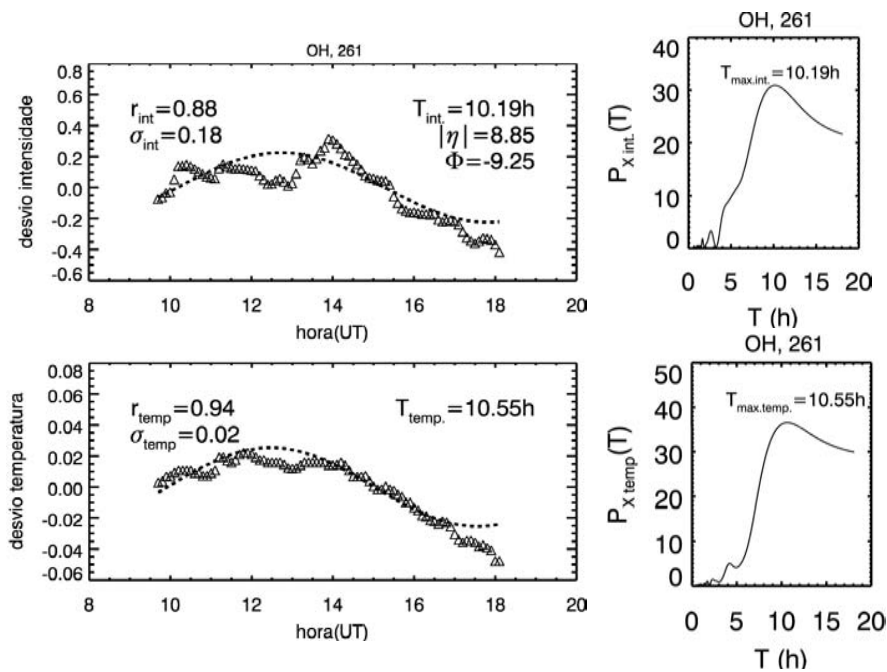 OH, 261
desvio intensidade
0.8
0.6
0.4
0.2
0.0
-0.2
-0.4
-0.6
r_int=0.88
σ_int=0.18
T_int.=10.19h
|η|=8.85
Φ=-9.25
8 10 12 14 16 18 20
hora(UT)
OH, 261
P_X int.(T)
40
30
20
10
0
T_max.int.=10.19h
0 5 10 15 20
T (h)
desvio temperatura
0.08
0.06
0.04
0.02
0.00
-0.02
-0.04
-0.06
r_temp=0.94
σ_temp=0.02
T_temp.=10.55h
8 10 12 14 16 18 20
hora(UT)
OH, 261
P_X temp(T)
50
40
30
20
10
0
T_max.temp.=10.55h
0 5 10 15 20
T (h)